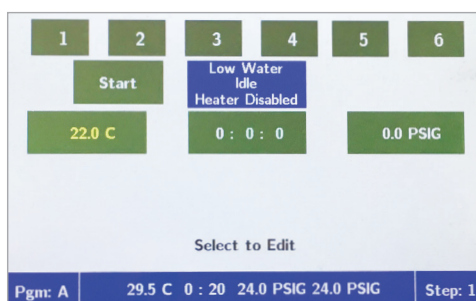 1 2 3 4 5 6
Start
Low Water
Idle
Heater Disabled
22.0 C
0 : 0 : 0
0.0 PSIG
Select to Edit
Pgm: A
29.5 C 0 : 20 24.0 PSIG 24.0 PSIG
Step: 1